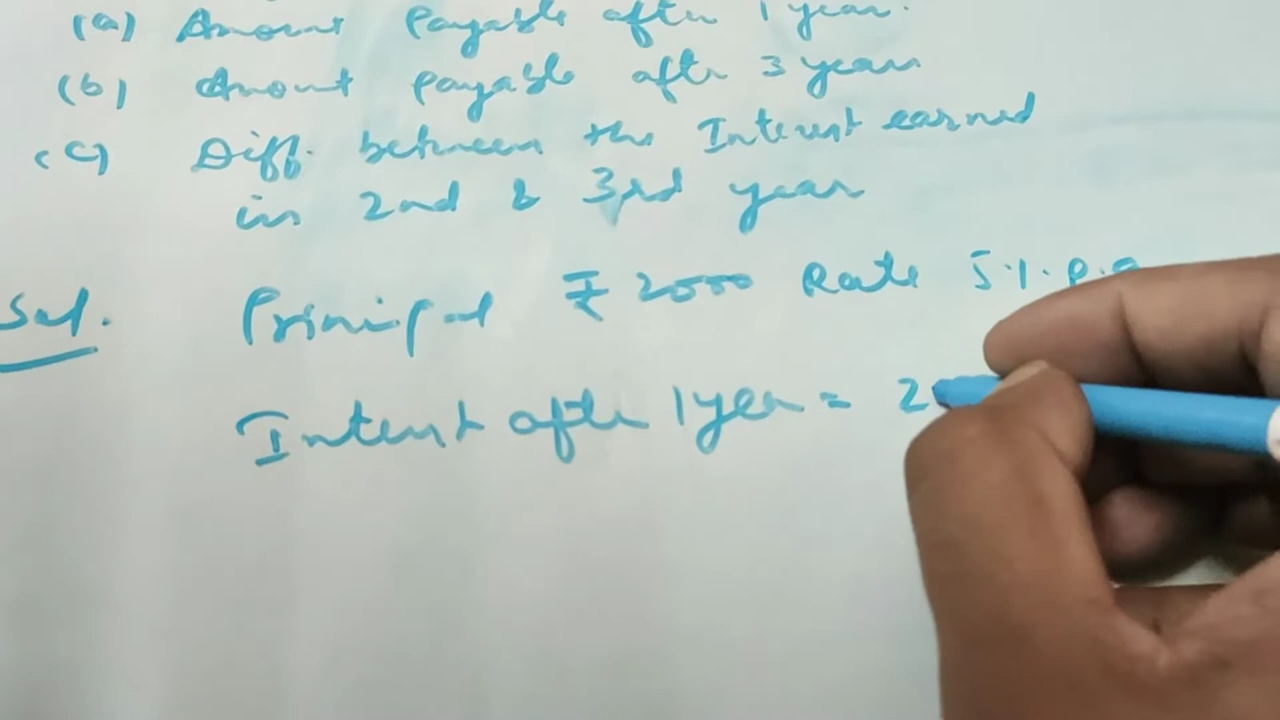 (a) Amount Payable after 1 year.
(b) Amount payable after 3 years
(c) Diff. between the Interest earned
in 2nd & 3rd year
Sol. Principal ₹ 2000 Rate 5%. P.a
Interest after 1 year = 2